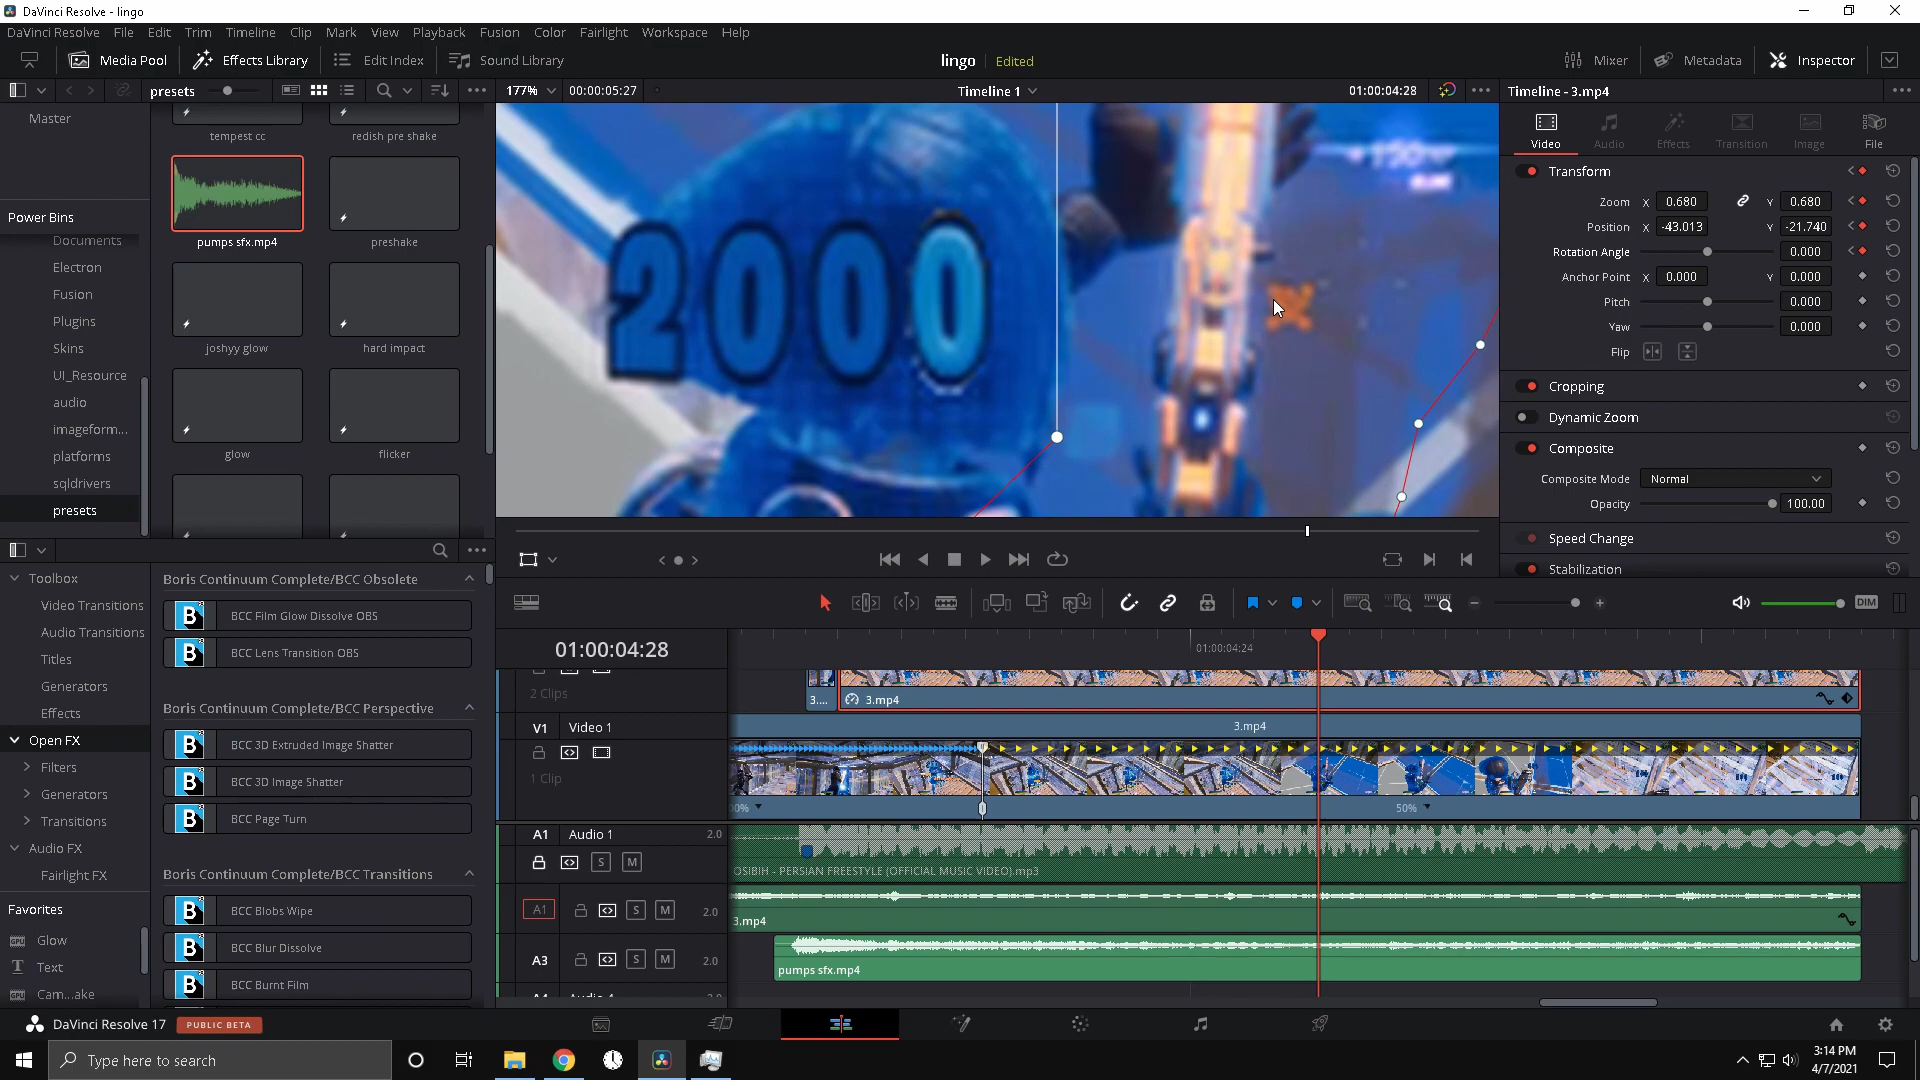 DaVinci Resolve - lingo
DaVinci Resolve File Edit Trim Timeline Clip Mark View Playback Fusion Color Fairlight Workspace Help
Media Pool Effects Library Edit Index Sound Library lingo Edited Mixer Metadata Inspector
presets 177% 00:00:05:27 Timeline 1 01:00:04:28 Timeline - 3.mp4
Master
Power Bins
Documents
Electron
Fusion
Plugins
Skins
UI_Resource
audio
imageform...
platforms
sqldrivers
presets
tempest cc redish pre shake
pumps sfx.mp4 preshake
joshyy glow hard impact
glow flicker
2000
+150
Video Audio Effects Transition Image File
Transform
Zoom X 0.680 Y 0.680
Position X -43.013 Y -21.740
Rotation Angle 0.000
Anchor Point X 0.000 Y 0.000
Pitch 0.000
Yaw 0.000
Flip
Cropping
Dynamic Zoom
Composite
Composite Mode Normal
Opacity 100.00
Speed Change
Stabilization
Toolbox
Video Transitions
Audio Transitions
Titles
Generators
Effects
Open FX
Filters
Generators
Transitions
Audio FX
Fairlight FX
Favorites
Glow
Text
Cam...ake
Boris Continuum Complete/BCC Obsolete
B BCC Film Glow Dissolve OBS
B BCC Lens Transition OBS
Boris Continuum Complete/BCC Perspective
B BCC 3D Extruded Image Shatter
B BCC 3D Image Shatter
B BCC Page Turn
Boris Continuum Complete/BCC Transitions
B BCC Blobs Wipe
B BCC Blur Dissolve
B BCC Burnt Film
DIM
01:00:04:28 01:00:04:24
2 Clips 3.... 3.mp4
V1 Video 1 3.mp4
1 Clip
00% 50%
A1 Audio 1 2.0
S M
OSIBIH - PERSIAN FREESTYLE (OFFICIAL MUSIC VIDEO).mp3
A1 S M 2.0 3.mp4
A3 S M 2.0 pumps sfx.mp4
DaVinci Resolve 17 PUBLIC BETA
Type here to search
3:14 PM
4/7/2021